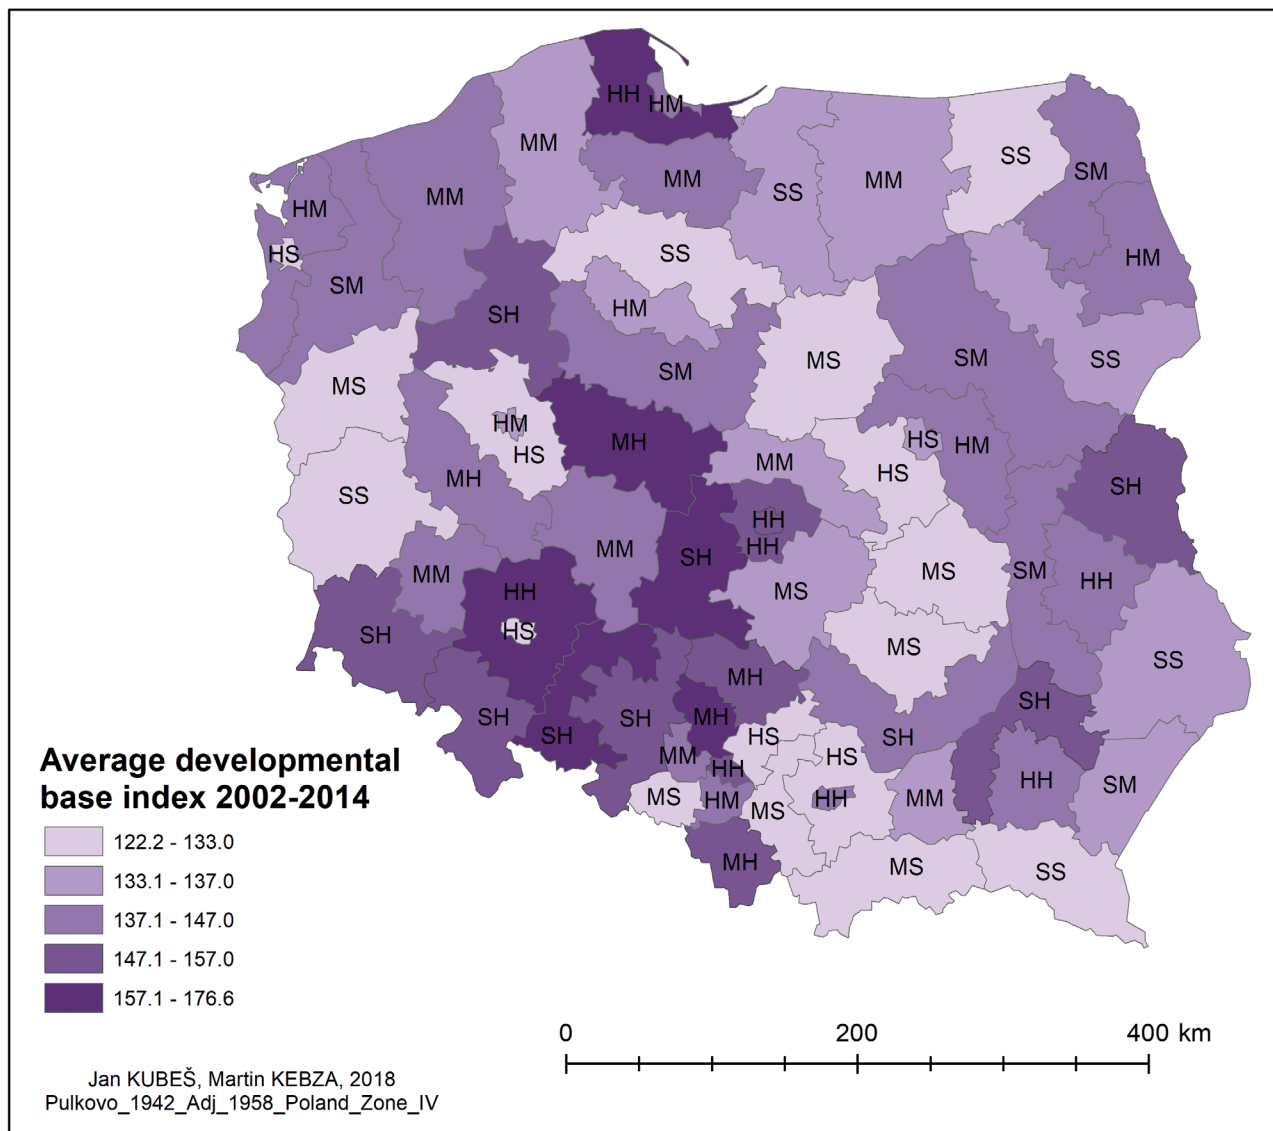 HH
HM
MM
SS
SM
MM
SS
MM
HM
MM
SS
HM
HS
SM
HM
SH
MS
SM
SS
SM
MS
HM
MH
HS
HM
HS
MM
HS
MH
SH
SS
HH
HH
SH
MM
MS
SM
HH
MM
HH
MS
HS
SH
MS
SS
MH
SH
SH
MH
SH
SH
HS
SH
MM
HS
HH
HH
SM
MS
HM
MS
HH
MM
MH
MS
SS
Average developmental
base index 2002-2014
122.2 - 133.0
133.1 - 137.0
137.1 - 147.0
147.1 - 157.0
157.1 - 176.6
0 200 400 km
Jan KUBEŠ, Martin KEBZA, 2018
Pulkovo_1942_Adj_1958_Poland_Zone_IV